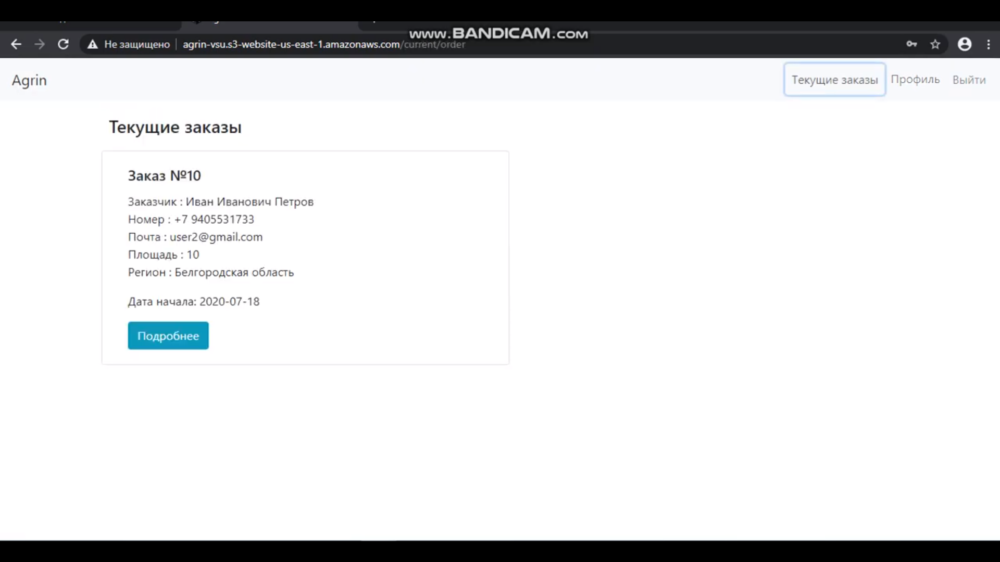 www.BANDICAM.com
Не защищено agrin-vsu.s3-website-us-east-1.amazonaws.com/current/order
Agrin
Текущие заказы Профиль Выйти
Текущие заказы
Заказ №10
Заказчик : Иван Иванович Петров
Номер : +7 9405531733
Почта : user2@gmail.com
Площадь : 10
Регион : Белгородская область
Дата начала: 2020-07-18
Подробнее